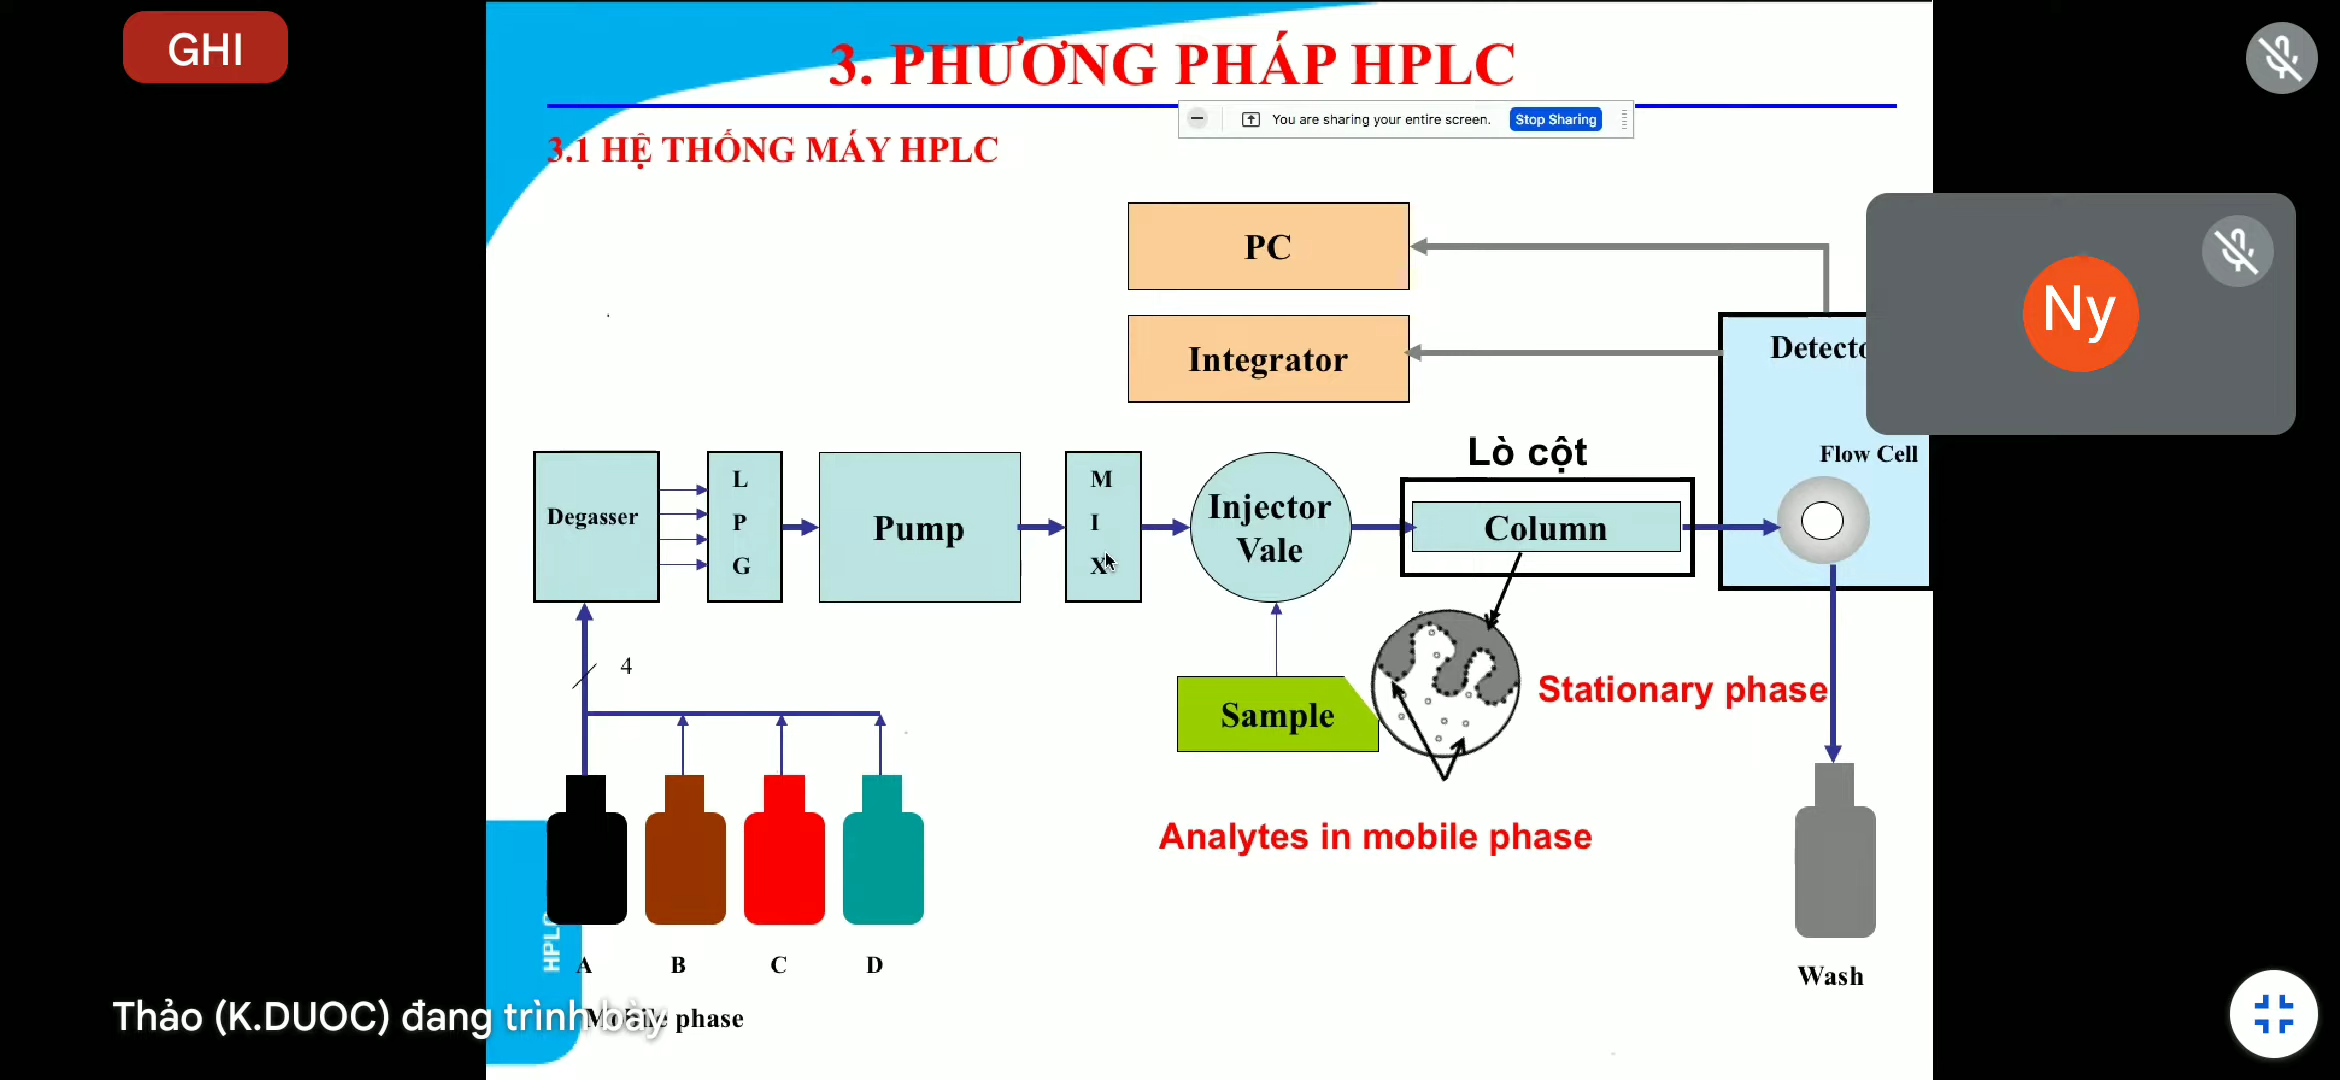 GHI
3. PHƯƠNG PHÁP HPLC
You are sharing your entire screen. Stop Sharing
3.1 HỆ THỐNG MÁY HPLC
PC
Ny
Integrator
Flow Cell
Lò cột
Degasser
L
P
G
Pump
M
I
X
Injector
Vale
Column
4
Stationary phase
Sample
Analytes in mobile phase
HPLC
A B C D
Wash
Thảo (K.DUOC) đang trình bày
Mobile phase